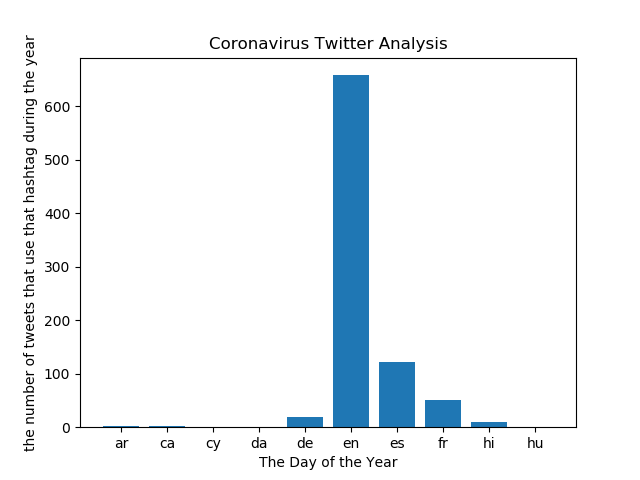 Coronavirus Twitter Analysis
the number of tweets that use that hashtag during the year
600
500
400
300
200
100
0
ar ca cy da de en es fr hi hu
The Day of the Year